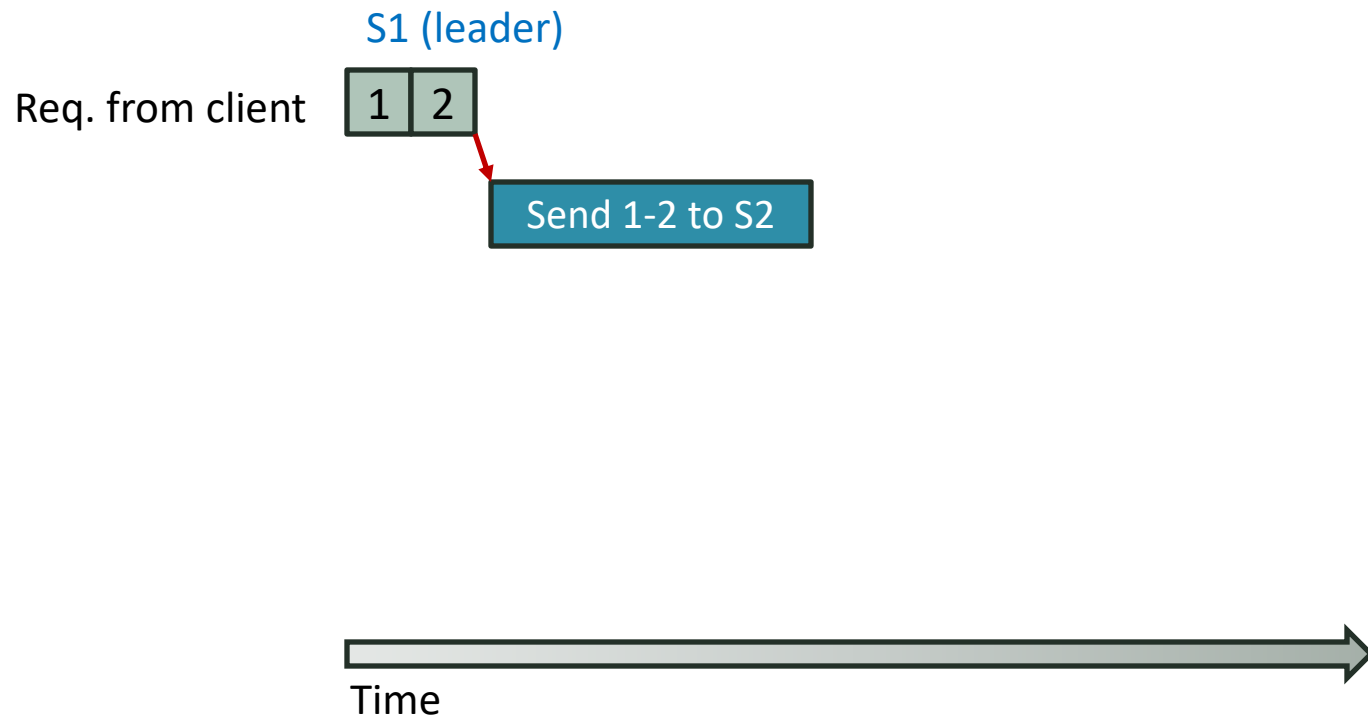 S1 (leader)
Req. from client
1 2
Send 1-2 to S2
Time